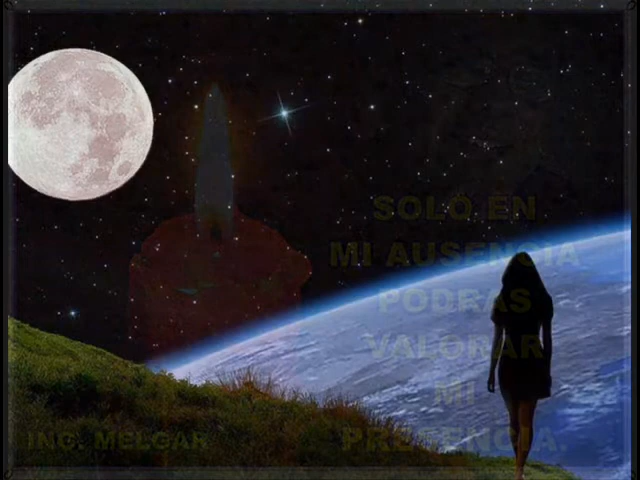 SOLO EN
MI AUSENCIA
PODRAS
VALORAR
MI
PRESENCIA.
ING. MELGAR